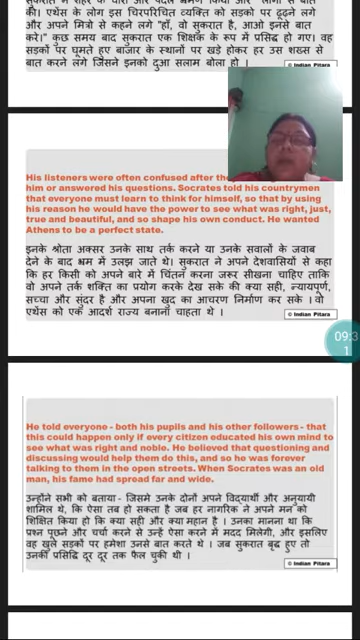 सुकरात ने शहर के चारों ओर पैदल भ्रमण किया और "लोगों से बात
की। एथेंस के लोग इस चिरपरिचित व्यक्ति को सड़को पर ढूढ़ने लगे
और अपने मित्रो से कहने लगे "हाँ, वो सुकरात है, आओ इनसे बात
करे।" कुछ समय बाद सुकरात एक शिक्षक के रूप में प्रसिद्ध हो गए। वह
सड़कों पर घूमते हुए बाजार के स्थानों पर खड़े होकर हर उस शख्स से
बात करने लगे जिसने इनको दुआ सलाम बोला हो ।
© Indian Pitara
His listeners were often confused after the
him or answered his questions. Socrates told his countrymen
that everyone must learn to think for himself, so that by using
his reason he would have the power to see what was right, just,
true and beautiful, and so shape his own conduct. He wanted
Athens to be a perfect state.
इनके श्रोता अक्सर उनके साथ तर्क करने या उनके सवालों के जवाब
देने के बाद भ्रम में उलझ जाते थे। सुकरात ने अपने देशवासियों से कहा
कि हर किसी को अपने बारे में चिंतन करना जरूर सीखना चाहिए ताकि
वो अपने तर्क शक्ति का प्रयोग करके देख सके की क्या सही, न्यायपूर्ण,
सच्चा और सुंदर है और अपना खुद का आचरण निर्माण कर सके । वो
एथेंस को एक आदर्श राज्य बनाना चाहता थे ।
© Indian Pitara
09:3
1
He told everyone - both his pupils and his other followers - that
this could happen only if every citizen educated his own mind to
see what was right and noble. He believed that questioning and
discussing would help them do this, and so he was forever
talking to them in the open streets. When Socrates was an old
man, his fame had spread far and wide.
उन्होंने सभी को बताया - जिसमे उनके दोनों अपने विद्यार्थी और अनुयायी
शामिल थे, कि ऐसा तब हो सकता है जब हर नागरिक ने अपने मन को
शिक्षित किया हो कि क्या सही और क्या महान है । उनका मानना था कि
प्रश्न पूछने और चर्चा करने से उन्हें ऐसा करने में मदद मिलेगी, और इसलिए
वह खुले सड़कों पर हमेशा उनसे बात करते थे । जब सुकरात बृद्ध हुए तो
उनकी प्रसिद्धि दूर दूर तक फैल चुकी थी ।
© Indian Pitara